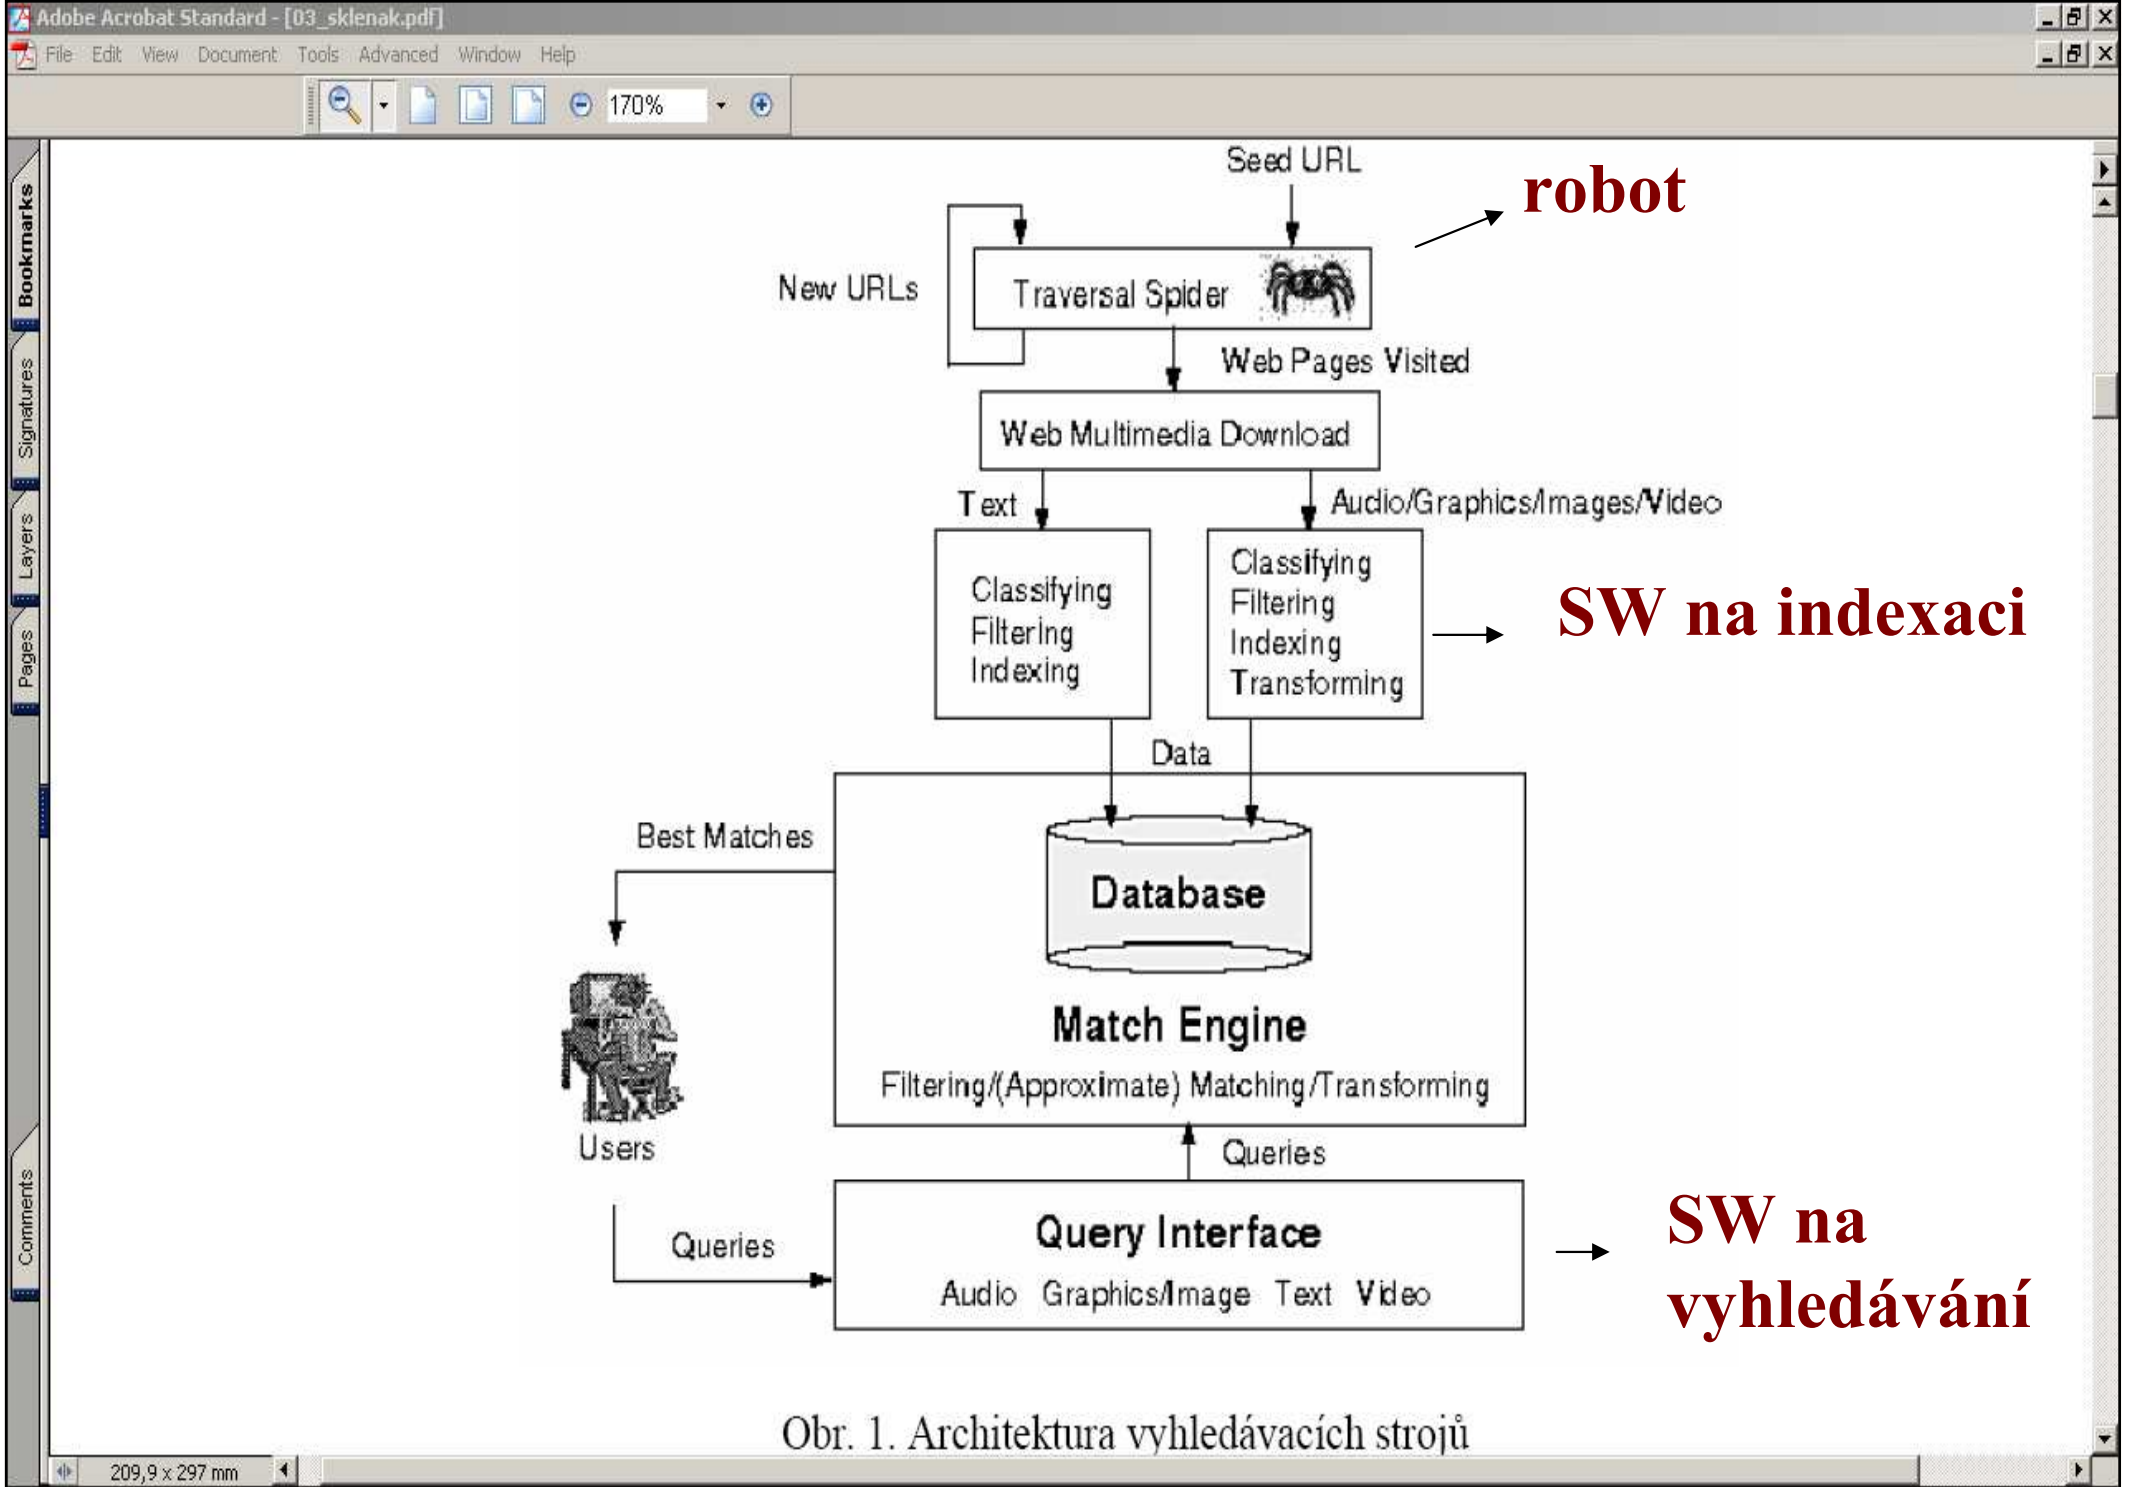 Adobe Acrobat Standard - [03_sklenak.pdf]
File Edit View Document Tools Advanced Window Help
170%
Bookmarks
Signatures
Layers
Pages
Comments
Seed URL
robot
New URLs
Traversal Spider
Web Pages Visited
Web Multimedia Download
Text
Audio/Graphics/Images/Video
Classifying
Filtering
Indexing
Classifying
Filtering
Indexing
Transforming
SW na indexaci
Data
Best Matches
Database
Match Engine
Filtering/(Approximate) Matching/Transforming
Users
Queries
Queries
Query Interface
Audio Graphics/Image Text Video
SW na
vyhledávání
Obr. 1. Architektura vyhledávacích strojů
209,9 x 297 mm